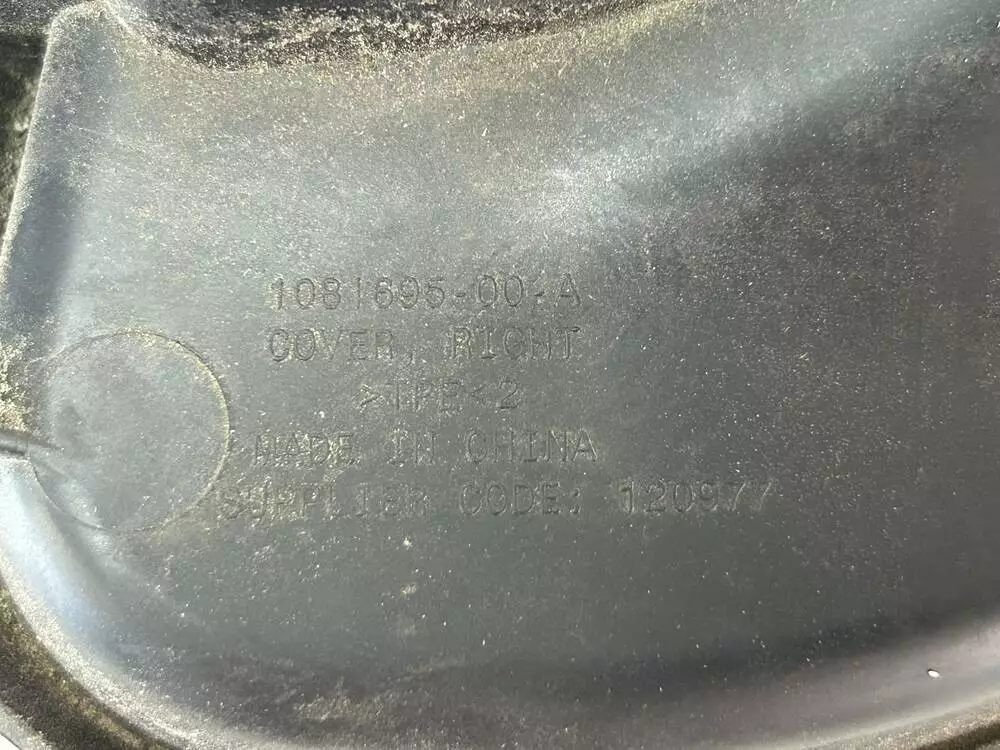 1081695-00-A
COVER, RIGHT
>TPE<2
MADE IN CHINA
SUPPLIER CODE: 120977